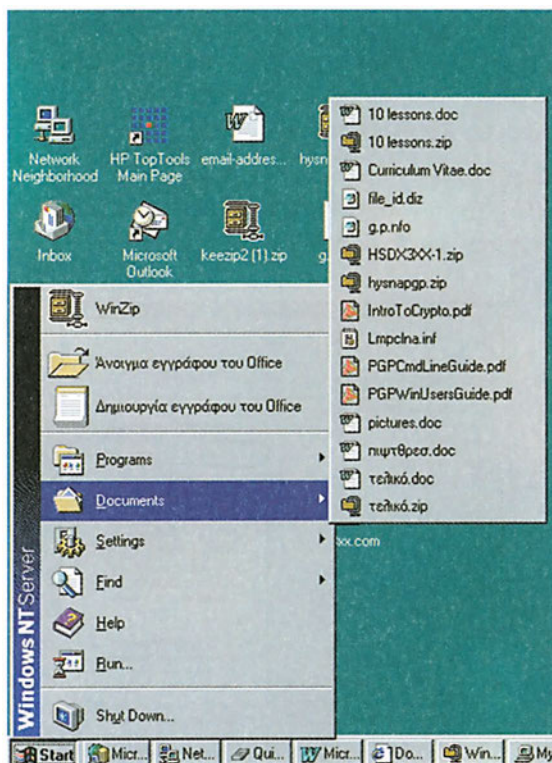 Network Neighborhood
HP TopTools Main Page
email-addres...
hysn
Inbox
Microsoft Outlook
keezip2 (1).zip
g.
WinZip
Άνοιγμα εγγράφου του Office
Δημιουργία εγγράφου του Office
Programs
Documents
Settings
Find
Help
Run...
Shut Down...
Windows NT Server
10 lessons.doc
10 lessons.zip
Curriculum Vitae.doc
file_id.diz
g.p.nfo
HSDX3XX-1.zip
hysnapgp.zip
IntroToCrypto.pdf
Lmpclna.inf
PGPCmdLineGuide.pdf
PGPWinUsersGuide.pdf
pictures.doc
πιψτθρεσ.doc
τελικό.doc
τελικό.zip
xx.com
Start
Micr...
Net...
Qui...
Micr...
Do...
Win...
My